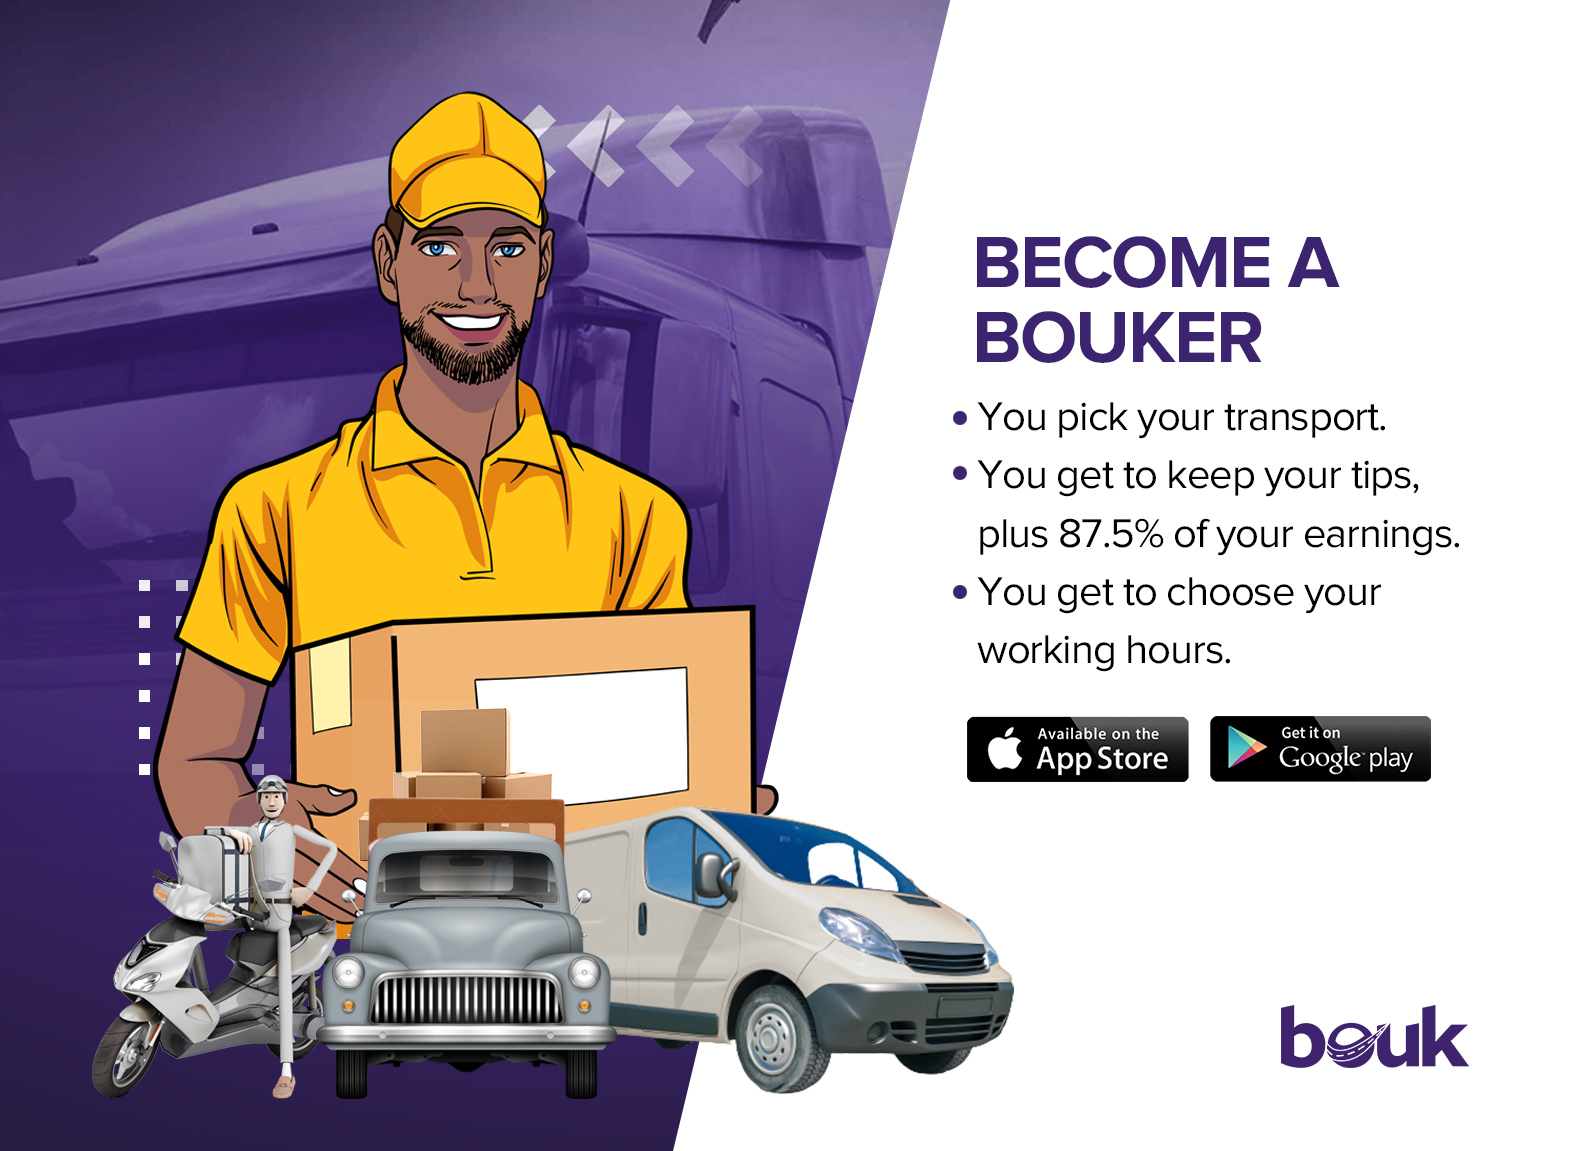 BECOME A
BOUKER
• You pick your transport.
• You get to keep your tips,
plus 87.5% of your earnings.
• You get to choose your
working hours.
Available on the
App Store
Get it on
Google play
bouk